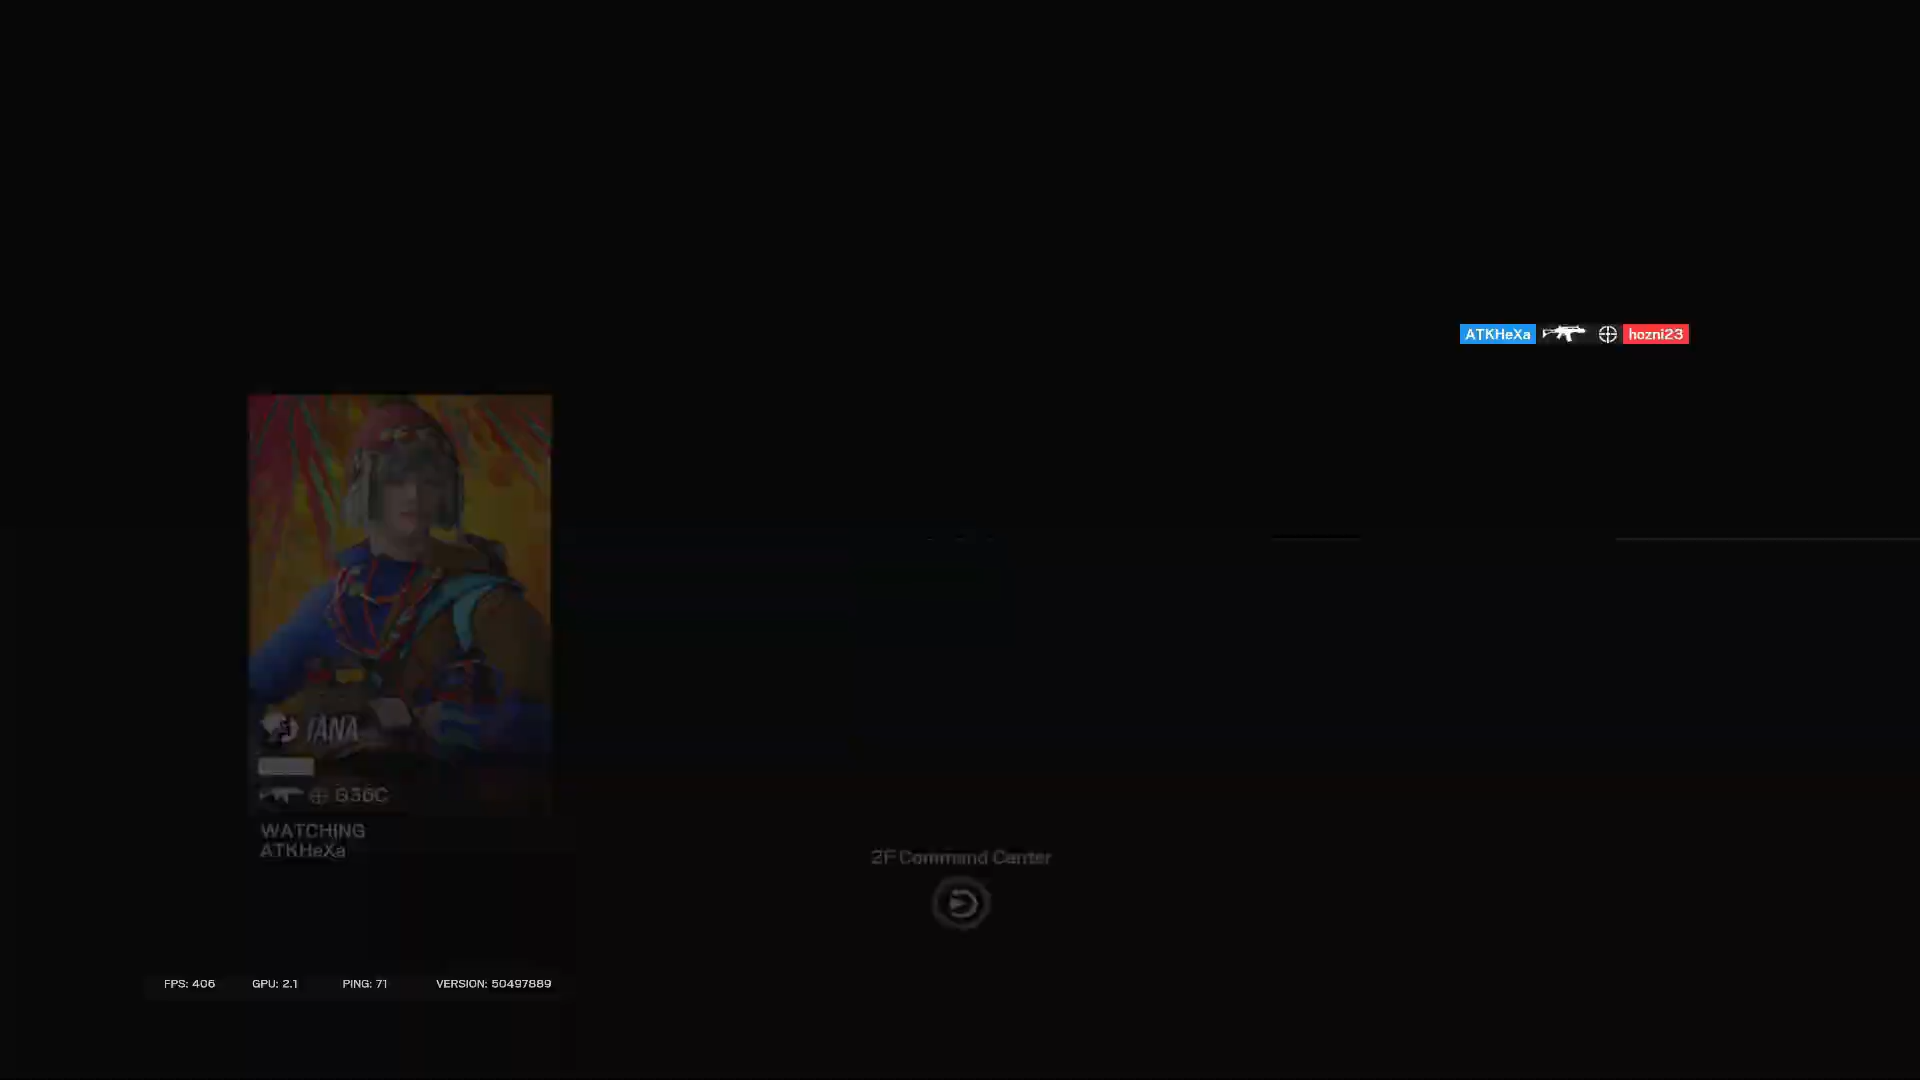 ATKHeXa hozni23
IANA
G36C
WATCHING
ATKHeXa
2F Command Center
FPS: 406 GPU: 2.1 PING: 71 VERSION: 50497889